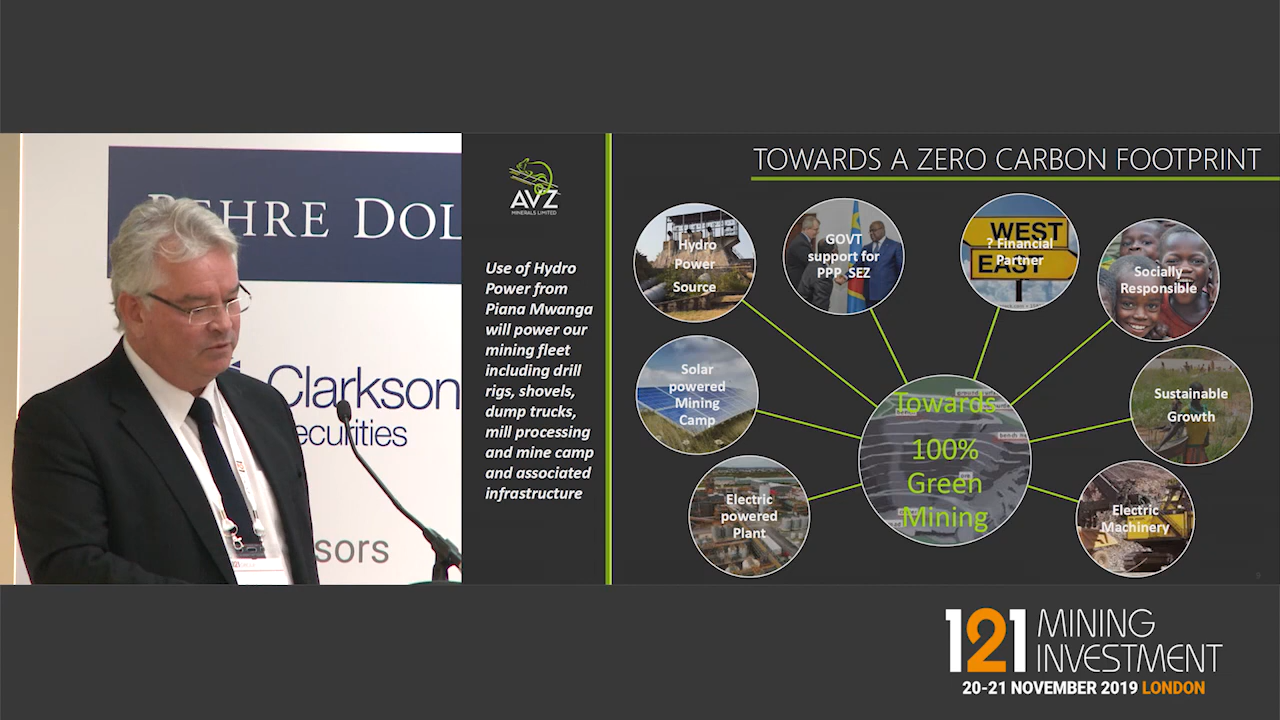 BEHRE DOL
Clarkson
ecurities
sors
121
AVZ
MINERALS LIMITED
Use of Hydro
Power from
Piana Mwanga
will power our
mining fleet
including drill
rigs, shovels,
dump trucks,
mill processing
and mine camp
and associated
infrastructure
TOWARDS A ZERO CARBON FOOTPRINT
Hydro
Power
Source
GOVT
support for
PPP SEZ
WEST
? Financial
Partner
EAST
Socially
Responsible
Solar
powered
Mining
Camp
Sustainable
Growth
Electric
powered
Plant
Electric
Machinery
Towards
100%
Green
Mining
121 MINING
INVESTMENT
20-21 NOVEMBER 2019 LONDON